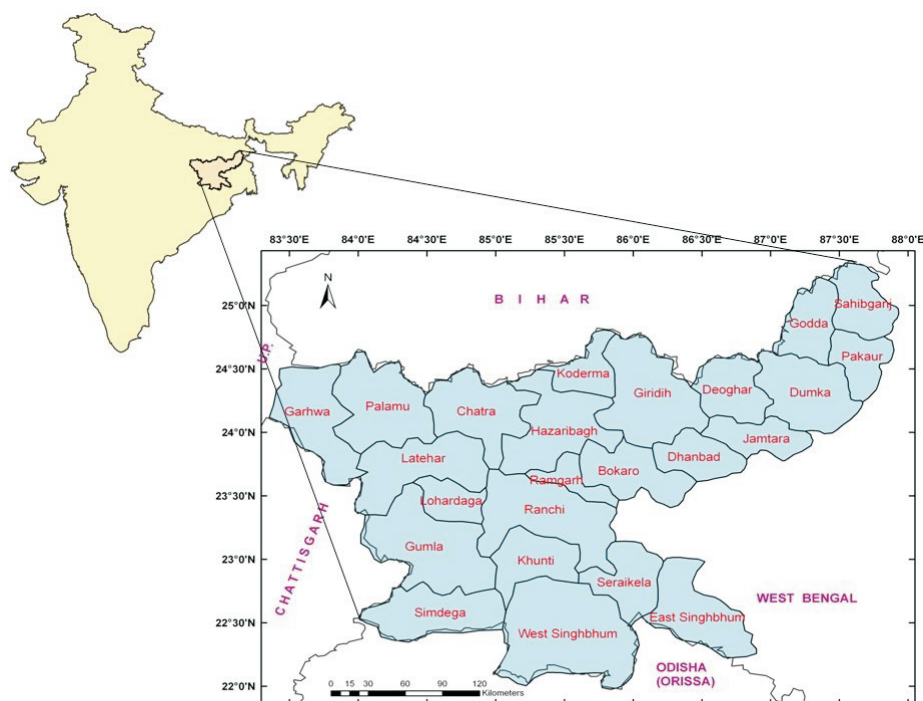 83°30'E 84°0'E 84°30'E 85°0'E 85°30'E 86°0'E 86°30'E 87°0'E 87°30'E 88°0'E
N
BIHAR
25°0'N
Sahibganj
Godda
U.P.
Pakaur
24°30'N
Koderma
Giridih
Deoghar
Dumka
Garhwa
Palamu
Chatra
24°0'N
Hazaribagh
Jamtara
Latehar
Dhanbad
Bokaro
Ramgarh
23°30'N
Lohardaga
Ranchi
CHATTISGARH
Gumla
23°0'N
Khunti
Seraikela
WEST BENGAL
22°30'N
Simdega
East Singhbhum
West Singhbhum
ODISHA
(ORISSA)
22°0'N
0 15 30 60 90 120
Kilometers